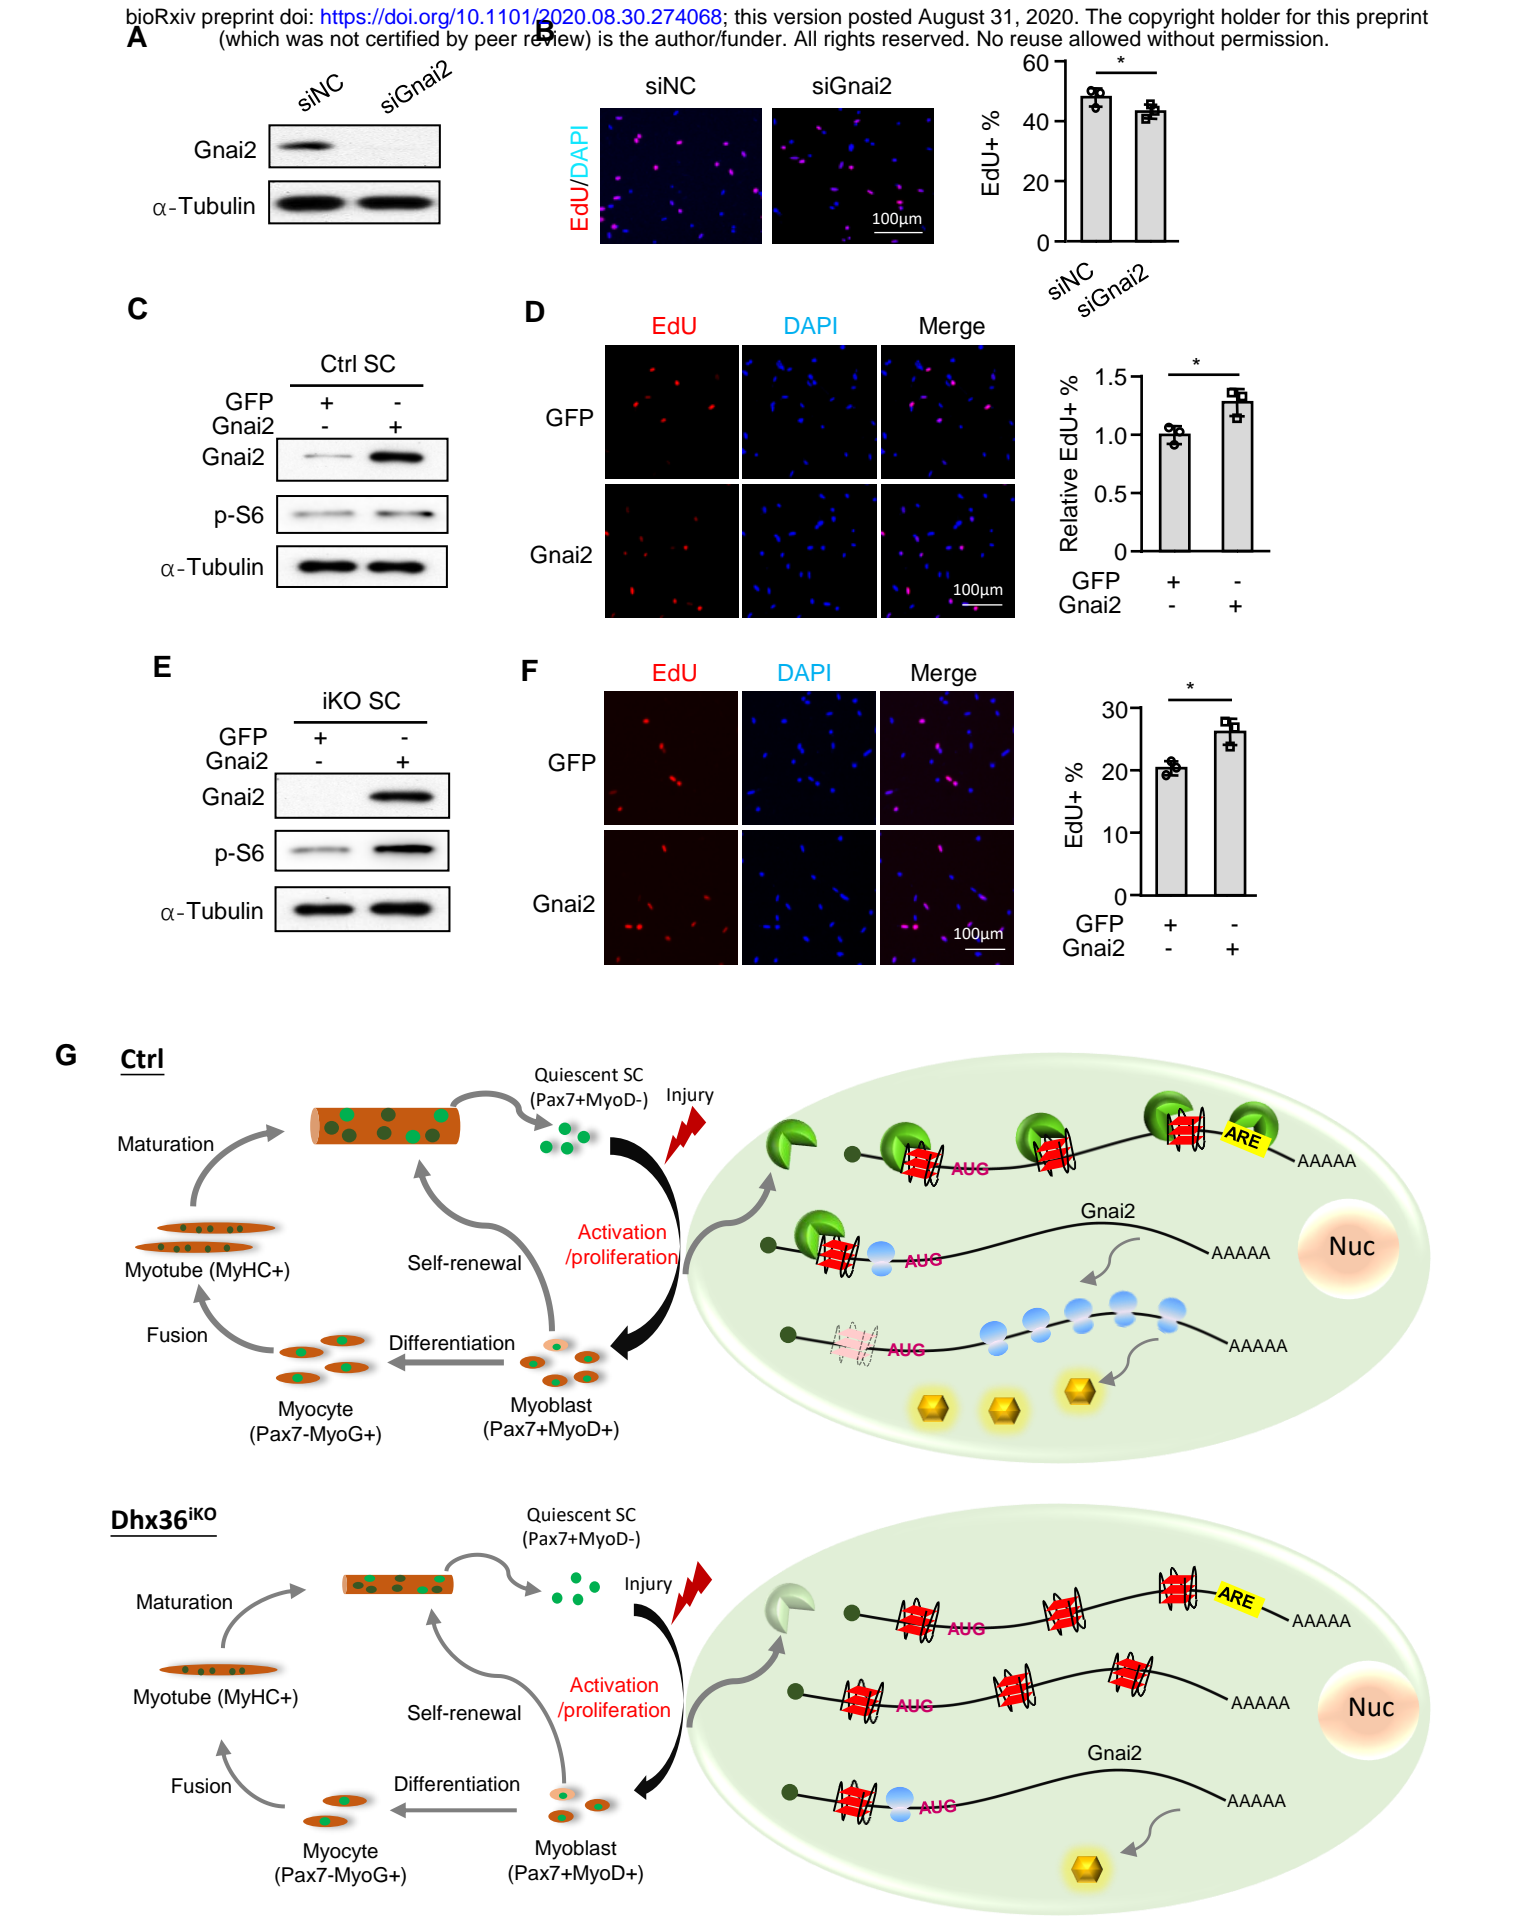 bioRxiv preprint doi: https://doi.org/10.1101/2020.08.30.274068; this version posted August 31, 2020. The copyright holder for this preprint
(which was not certified by peer review) is the author/funder. All rights reserved. No reuse allowed without permission.
A
siNC
siGnai2
Gnai2
α-Tubulin
B
siNC
siGnai2
EdU/DAPI
100μm
EdU+ %
60
40
20
0
*
siNC
siGnai2
C
Ctrl SC
GFP + -
Gnai2 - +
Gnai2
p-S6
α-Tubulin
D
EdU
DAPI
Merge
GFP
Gnai2
100μm
Relative EdU+ %
1.5
1.0
0.5
0
*
GFP + -
Gnai2 - +
E
iKO SC
GFP + -
Gnai2 - +
Gnai2
p-S6
α-Tubulin
F
EdU
DAPI
Merge
GFP
Gnai2
100μm
EdU+ %
30
20
10
0
*
GFP + -
Gnai2 - +
G
Ctrl
Quiescent SC
(Pax7+MyoD-)
Injury
Maturation
Myotube (MyHC+)
Self-renewal
Activation
/proliferation
Fusion
Differentiation
Myocyte
(Pax7-MyoG+)
Myoblast
(Pax7+MyoD+)
AUG
ARE
AAAAA
Gnai2
AUG
AAAAA
Nuc
AUG
AAAAA
Dhx36iKO
Quiescent SC
(Pax7+MyoD-)
Injury
Maturation
Myotube (MyHC+)
Self-renewal
Activation
/proliferation
Fusion
Differentiation
Myocyte
(Pax7-MyoG+)
Myoblast
(Pax7+MyoD+)
AUG
ARE
AAAAA
AUG
AAAAA
Nuc
Gnai2
AUG
AAAAA